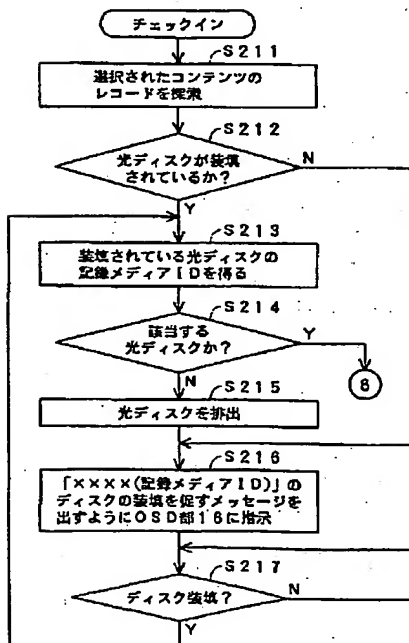 チェックイン
S211
選択されたコンテンツの
レコードを探索
S212
光ディスクが装填
されているか?
N
Y
S213
装填されている光ディスクの
記録メディアIDを得る
S214
該当する
光ディスクか?
Y
8
N
S215
光ディスクを排出
S216
「××××(記録メディアID)」の
ディスクの装填を促すメッセージを
出すようにOSD部16に指示
S217
ディスク装填?
N
Y